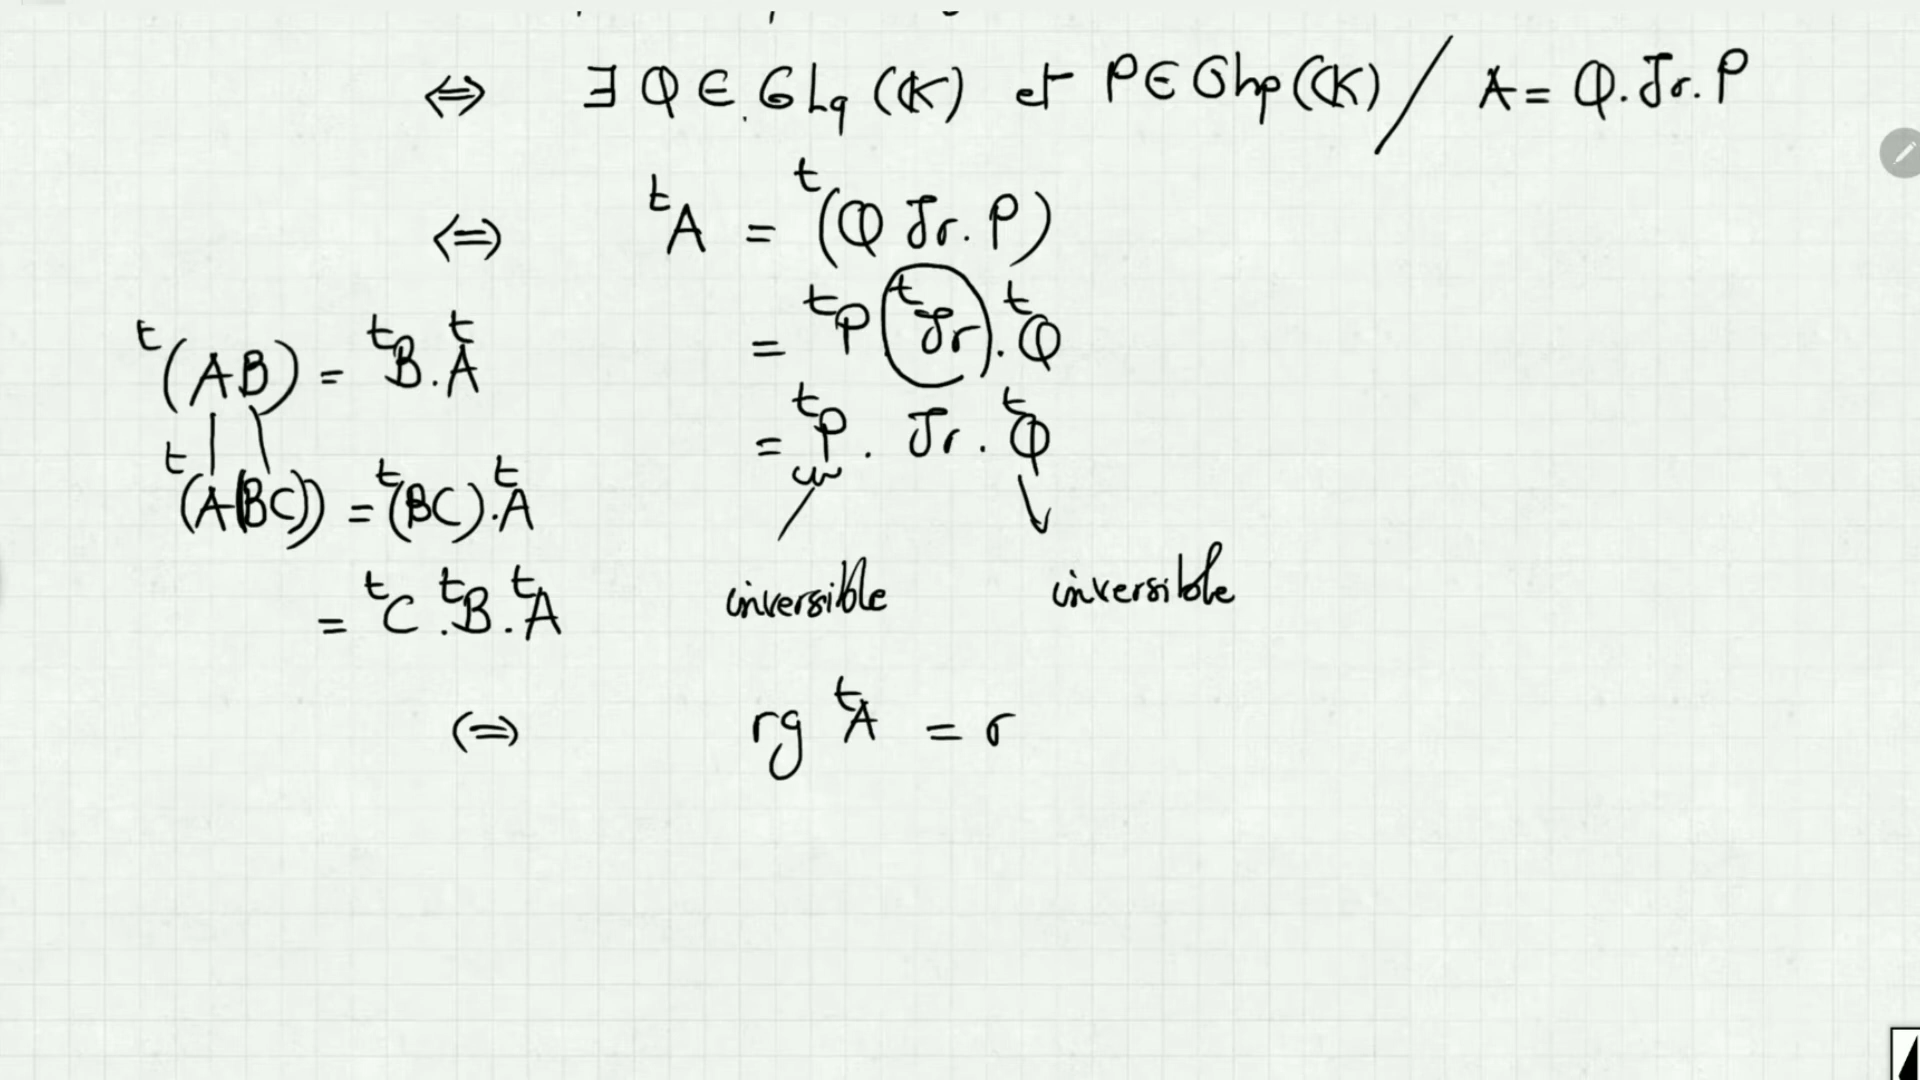 ⇔ ∃ Q ∈ GLq (K) et P ∈ GLp (K) / A = Q.Jr.P
⇔ ᵗA = ᵗ(Q Jr. P)
= ᵗP ᵗJr . ᵗQ
ᵗ(AB) = ᵗB.ᵗA
= ᵗP . Jr . ᵗQ
ᵗ(A(BC)) = ᵗ(BC).ᵗA
inversible inversible
= ᵗC.ᵗB.ᵗA
⇔ rg ᵗA = r